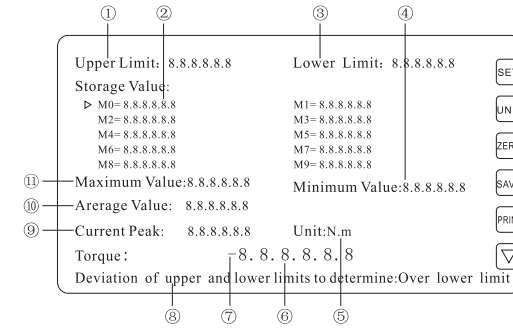 ① ② ③ ④
Upper Limit: 8.8.8.8.8.8 Lower Limit: 8.8.8.8.8.8
Storage Value:
M0=8.8.8.8.8.8 M1=8.8.8.8.8.8
M2=8.8.8.8.8.8 M3=8.8.8.8.8.8
M4=8.8.8.8.8.8 M5=8.8.8.8.8.8
M6=8.8.8.8.8.8 M7=8.8.8.8.8.8
M8=8.8.8.8.8.8 M9=8.8.8.8.8.8
⑪ Maximum Value:8.8.8.8.8.8 Minimum Value:8.8.8.8.8.8
⑩ Arerage Value: 8.8.8.8.8.8
⑨ Current Peak: 8.8.8.8.8.8 Unit:N.m
Torque: -8.8.8.8.8.8
Deviation of upper and lower limits to determine:Over lower limit
⑧ ⑦ ⑥ ⑤